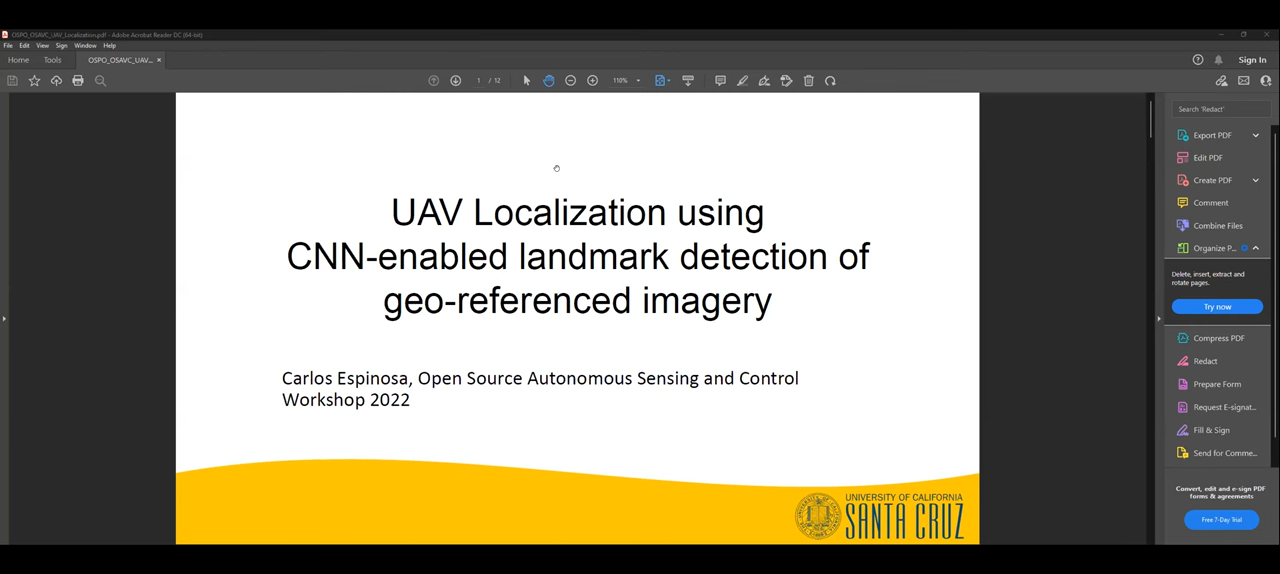 OSPO_OSAVC_UAV_Localization.pdf - Adobe Acrobat Reader DC (64-bit)
File Edit View Sign Window Help
Home Tools OSPO_OSAVC_UAV... × Sign In
1 / 12 110%
Search 'Redact'
Export PDF
Edit PDF
Create PDF
Comment
Combine Files
Organize P...
Delete, insert, extract and
rotate pages.
Try now
Compress PDF
Redact
Prepare Form
Request E-signat...
Fill & Sign
Send for Comme...
Convert, edit and e-sign PDF
forms & agreements
Free 7-Day Trial
UAV Localization using
CNN-enabled landmark detection of
geo-referenced imagery
Carlos Espinosa, Open Source Autonomous Sensing and Control
Workshop 2022
UNIVERSITY OF CALIFORNIA
SANTA CRUZ